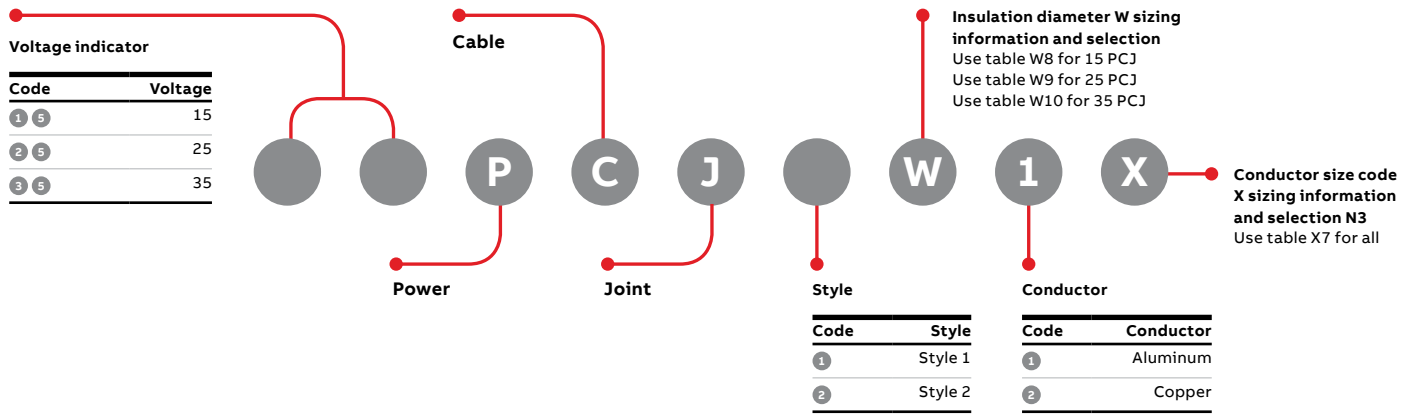 Voltage indicator
Code Voltage
1 5 15
2 5 25
3 5 35
Cable
Insulation diameter W sizing
information and selection
Use table W8 for 15 PCJ
Use table W9 for 25 PCJ
Use table W10 for 35 PCJ
P C J W 1 X
Conductor size code
X sizing information
and selection N3
Use table X7 for all
Power
Joint
Style
Code Style
1 Style 1
2 Style 2
Conductor
Code Conductor
1 Aluminum
2 Copper